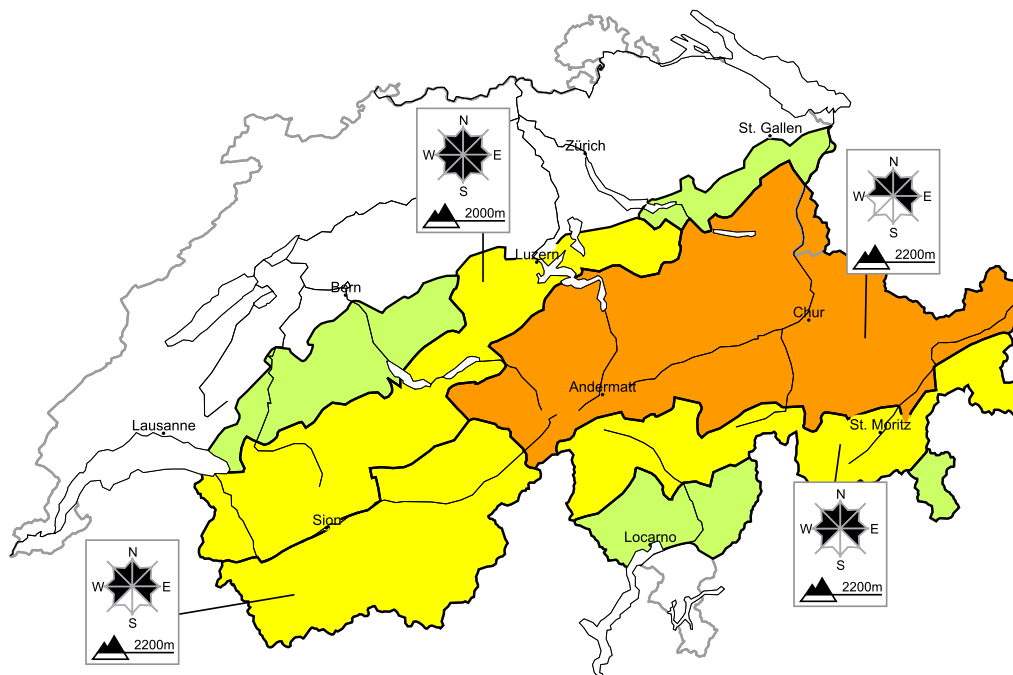 St. Gallen
Zürich
N
W E
S
2000m
N
W E
S
2200m
Luzern
Bern
Chur
Andermatt
Lausanne
St. Moritz
Sion
Locarno
N
W E
S
2200m
N
W E
S
2200m